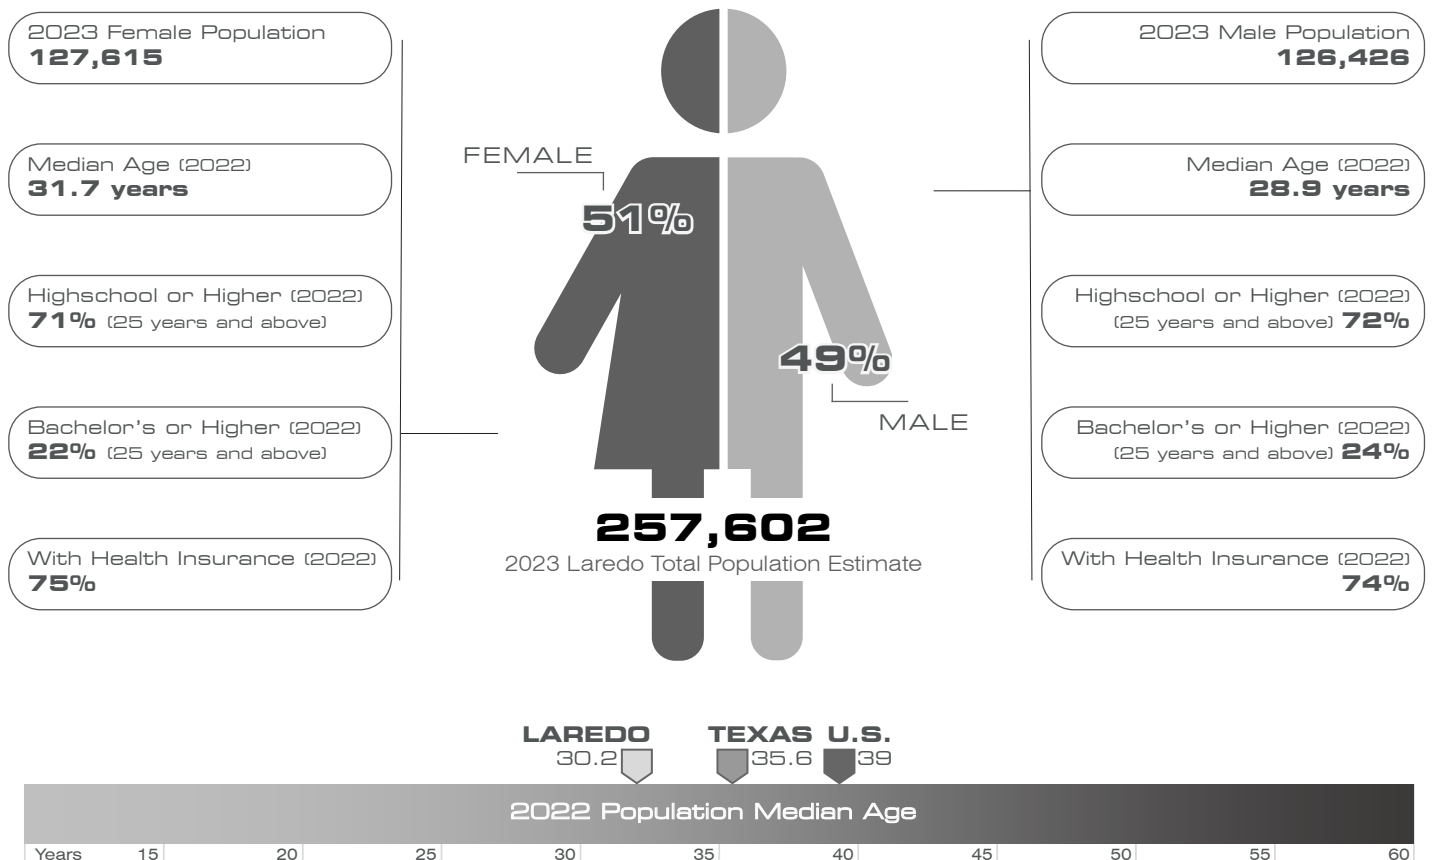 2023 Female Population
127,615
Median Age (2022)
31.7 years
Highschool or Higher (2022)
71% (25 years and above)
Bachelor's or Higher (2022)
22% (25 years and above)
With Health Insurance (2022)
75%
FEMALE
51%
49%
MALE
257,602
2023 Laredo Total Population Estimate
2023 Male Population
126,426
Median Age (2022)
28.9 years
Highschool or Higher (2022)
(25 years and above) 72%
Bachelor's or Higher (2022)
(25 years and above) 24%
With Health Insurance (2022)
74%
LAREDO TEXAS U.S.
30.2 35.6 39
2022 Population Median Age
Years 15 20 25 30 35 40 45 50 55 60